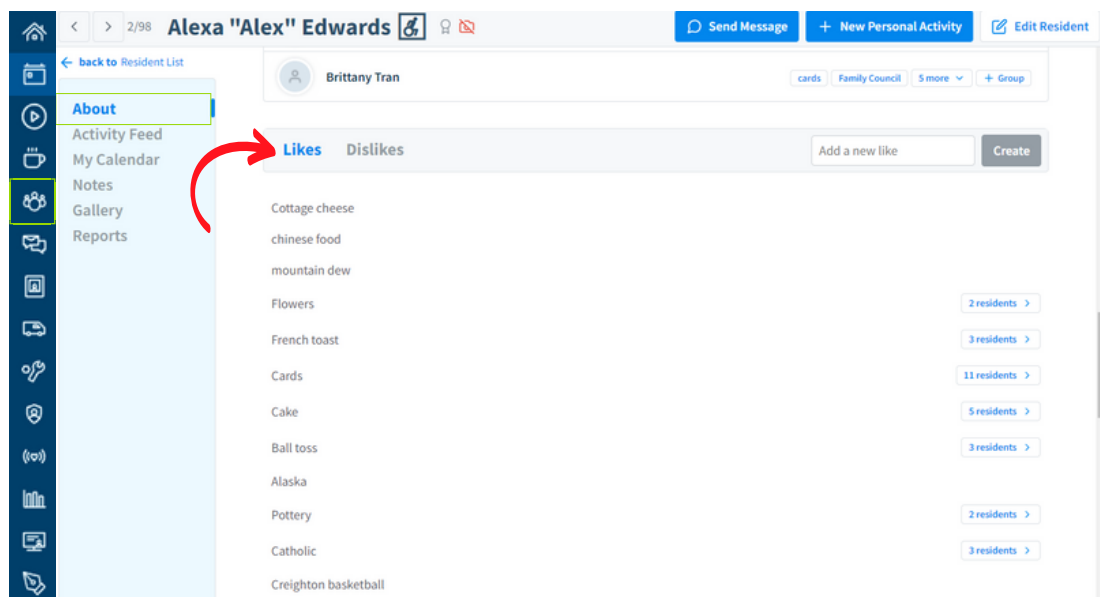 2/98 Alexa "Alex" Edwards Send Message + New Personal Activity Edit Resident
← back to Resident List
Brittany Tran cards Family Council 5 more + Group
About
Activity Feed
My Calendar
Notes
Gallery
Reports
Likes Dislikes Add a new like Create
Cottage cheese
chinese food
mountain dew
Flowers 2 residents >
French toast 3 residents >
Cards 11 residents >
Cake 5 residents >
Ball toss 3 residents >
Alaska
Pottery 2 residents >
Catholic 3 residents >
Creighton basketball